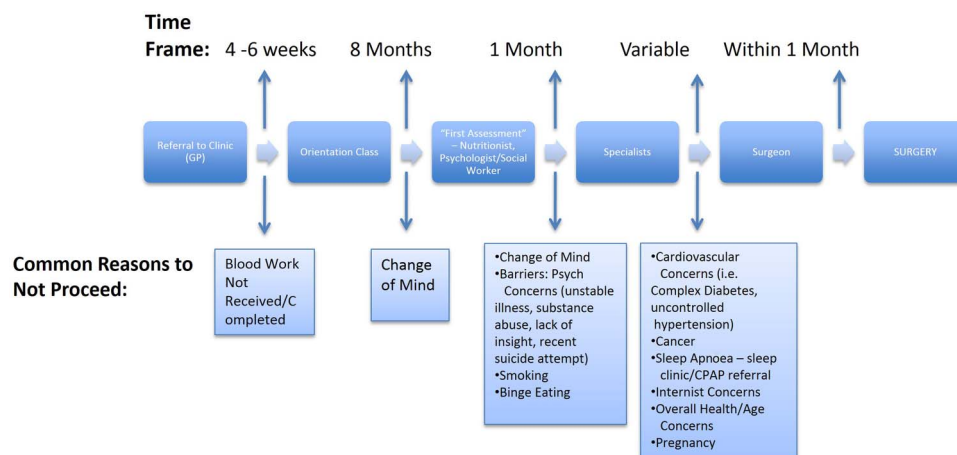 Time
Frame: 4 -6 weeks 8 Months 1 Month Variable Within 1 Month
Referral to Clinic
(GP)
Orientation Class
"First Assessment"
– Nutritionist,
Psychologist/Social
Worker
Specialists
Surgeon
SURGERY
Common Reasons to
Not Proceed:
Blood Work
Not
Received/C
ompleted
Change
of Mind
•Change of Mind
•Barriers: Psych
Concerns (unstable
illness, substance
abuse, lack of
insight, recent
suicide attempt)
•Smoking
•Binge Eating
•Cardiovascular
Concerns (i.e.
Complex Diabetes,
uncontrolled
hypertension)
•Cancer
•Sleep Apnoea – sleep
clinic/CPAP referral
•Internist Concerns
•Overall Health/Age
Concerns
•Pregnancy